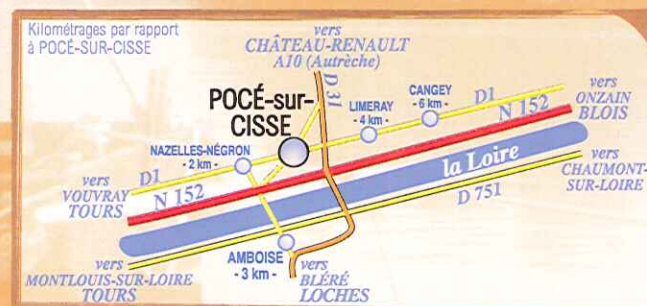 Kilométrages par rapport
à POCÉ-SUR-CISSE
vers
CHÂTEAU-RENAULT
A10 (Autrèche)
D 31
POCÉ-sur-
CISSE
LIMERAY
- 4 km -
CANGEY
- 6 km -
D1
N 152
vers
ONZAIN
BLOIS
NAZELLES-NÉGRON
- 2 km -
vers
VOUVRAY
TOURS
D1
N 152
la Loire
D 751
vers
CHAUMONT-
SUR-LOIRE
AMBOISE
- 3 km -
vers
MONTLOUIS-SUR-LOIRE
TOURS
vers
BLÉRÉ
LOCHES